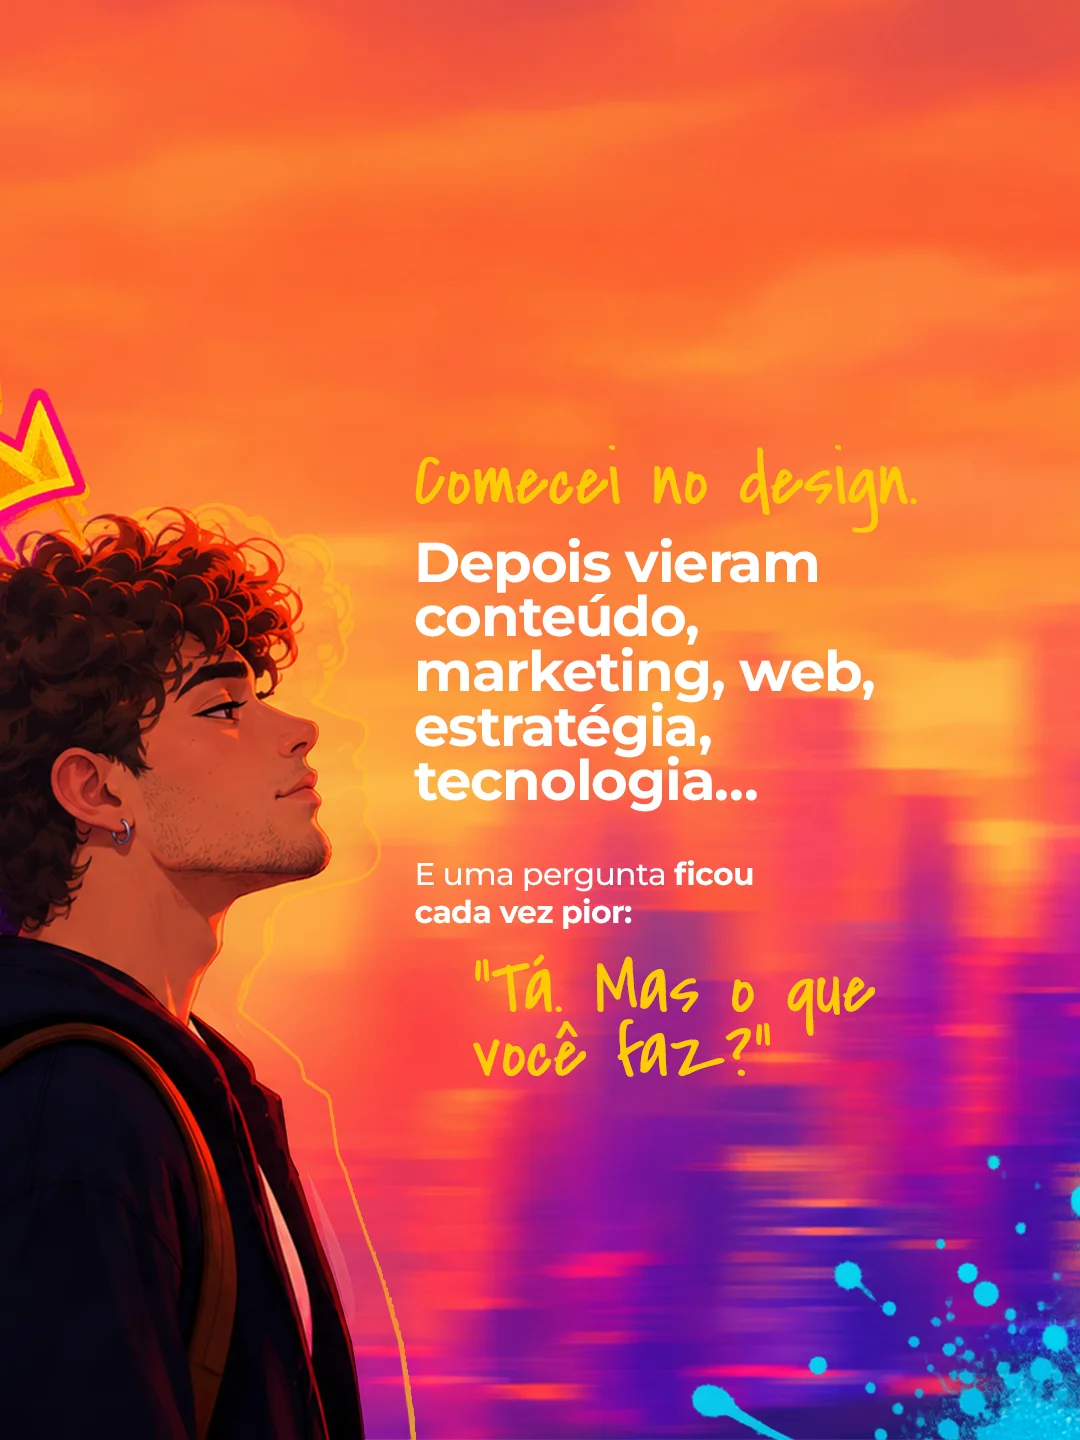 Comecei no design.
Depois vieram
conteúdo,
marketing, web,
estratégia,
tecnologia...
E uma pergunta ficou
cada vez pior:
"Tá. Mas o que
você faz?"